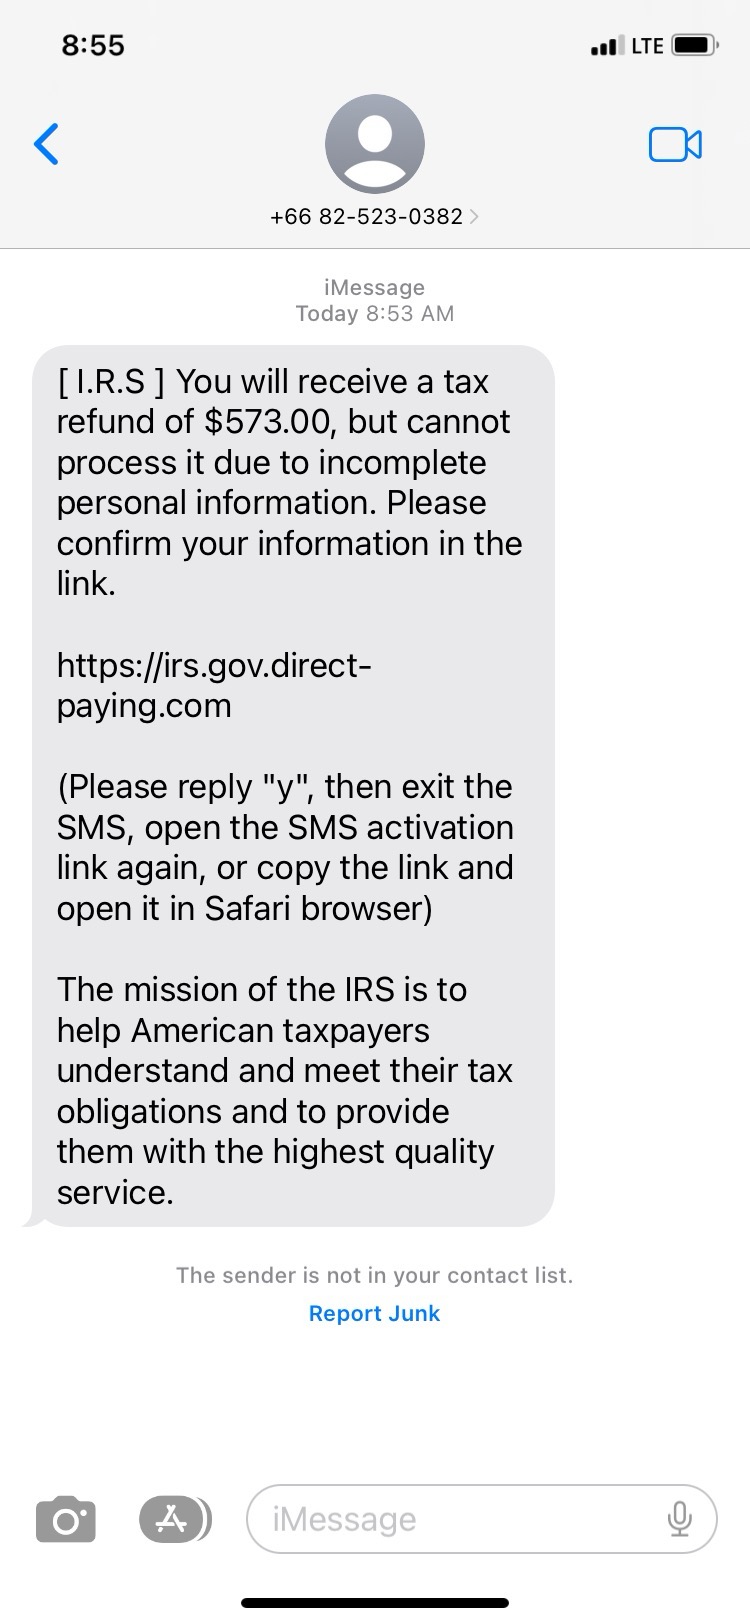 8:55
LTE
+66 82-523-0382
iMessage
Today 8:53 AM
[ I.R.S ] You will receive a tax
refund of $573.00, but cannot
process it due to incomplete
personal information. Please
confirm your information in the
link.
https://irs.gov.direct-
paying.com
(Please reply "y", then exit the
SMS, open the SMS activation
link again, or copy the link and
open it in Safari browser)
The mission of the IRS is to
help American taxpayers
understand and meet their tax
obligations and to provide
them with the highest quality
service.
The sender is not in your contact list.
Report Junk
iMessage